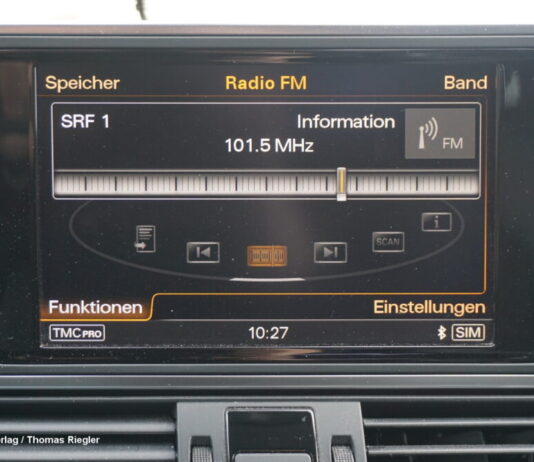 Speicher Radio FM Band
SRF 1 Information
101.5 MHz FM
SCAN i
Funktionen Einstellungen
TMC PRO 10:27 SIM
rlag / Thomas Riegler